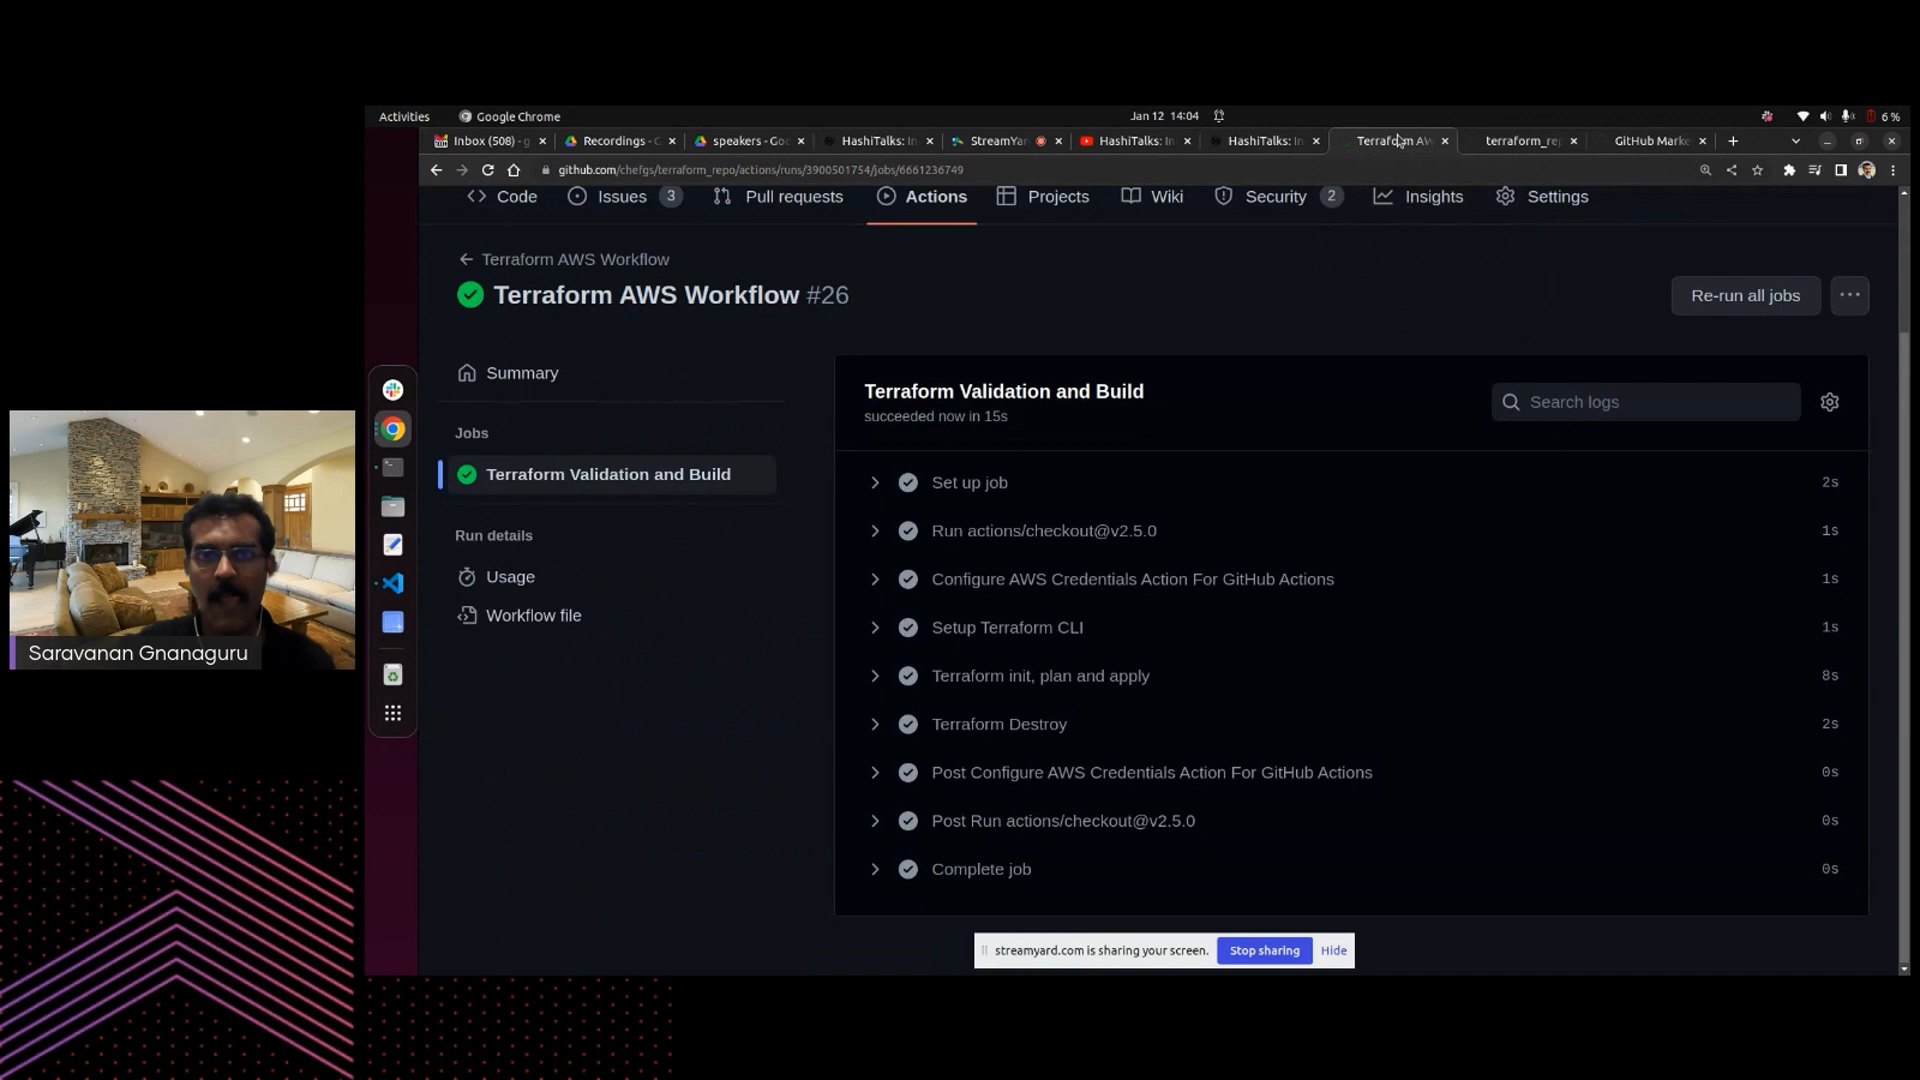 Activities
Google Chrome
Jan 12 14:04
6 %
Inbox (508) - g
Recordings - G
speakers - Goo
HashiTalks: In
StreamYar
HashiTalks: In
HashiTalks: In
Terraform AW
terraform_rep
GitHub Marke
github.com/chefgs/terraform_repo/actions/runs/3900501754/jobs/6661236749
Code
Issues 3
Pull requests
Actions
Projects
Wiki
Security 2
Insights
Settings
Terraform AWS Workflow
Terraform AWS Workflow #26
Re-run all jobs
Summary
Jobs
Terraform Validation and Build
Run details
Usage
Workflow file
Terraform Validation and Build
succeeded now in 15s
Search logs
Set up job 2s
Run actions/checkout@v2.5.0 1s
Configure AWS Credentials Action For GitHub Actions 1s
Setup Terraform CLI 1s
Terraform init, plan and apply 8s
Terraform Destroy 2s
Post Configure AWS Credentials Action For GitHub Actions 0s
Post Run actions/checkout@v2.5.0 0s
Complete job 0s
streamyard.com is sharing your screen. Stop sharing Hide
Saravanan Gnanaguru